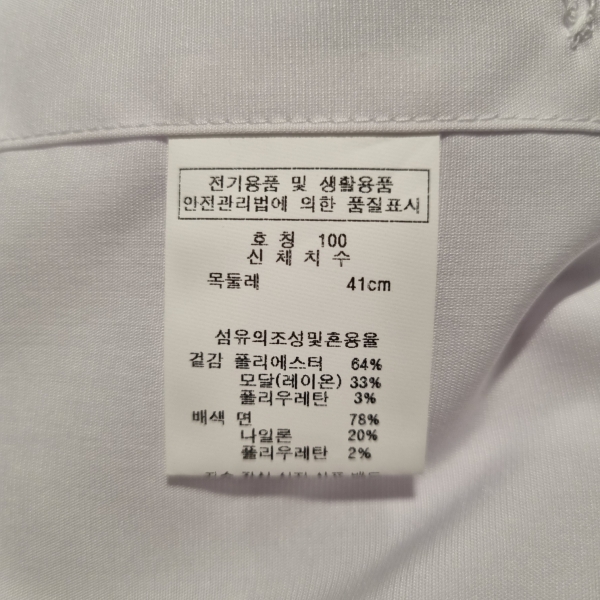 전기용품 및 생활용품
안전관리법에 의한 품질표시
호 칭 100
신 체 치 수
목둘레 41cm
섬유의조성및혼용율
겉감 폴리에스터 64%
모달(레이온) 33%
폴리우레탄 3%
배색 면 78%
나일론 20%
폴리우레탄 2%